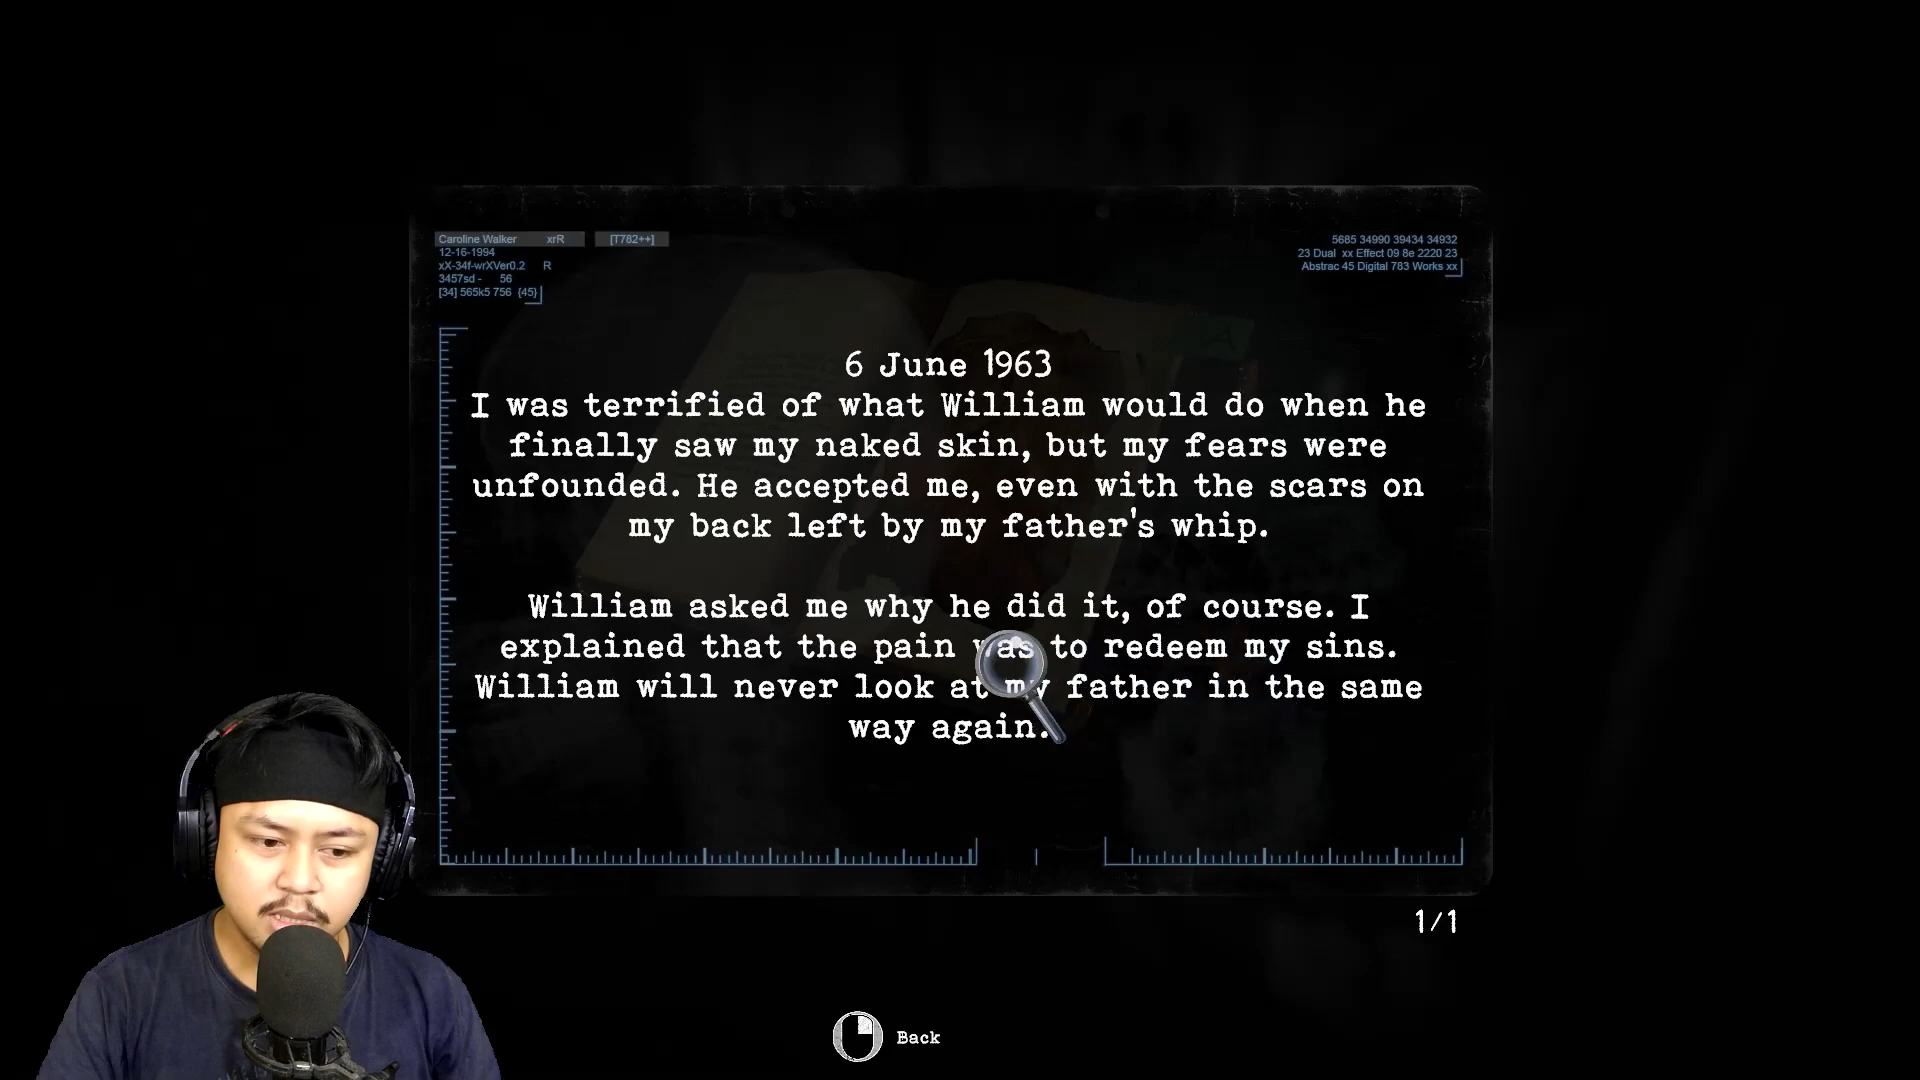 Caroline Walker xrR [T782++]
12-16-1994
xX-34f-wrXVer0.2 R
3457sd - 56
[34] 565k5 756 {45}
5685 34990 39434 34932
23 Dual xx Effect 09 8e 2220 23
Abstrac 45 Digital 783 Works xx
6 June 1963
I was terrified of what William would do when he
finally saw my naked skin, but my fears were
unfounded. He accepted me, even with the scars on
my back left by my father's whip.
William asked me why he did it, of course. I
explained that the pain was to redeem my sins.
William will never look at my father in the same
way again.
1/1
Back